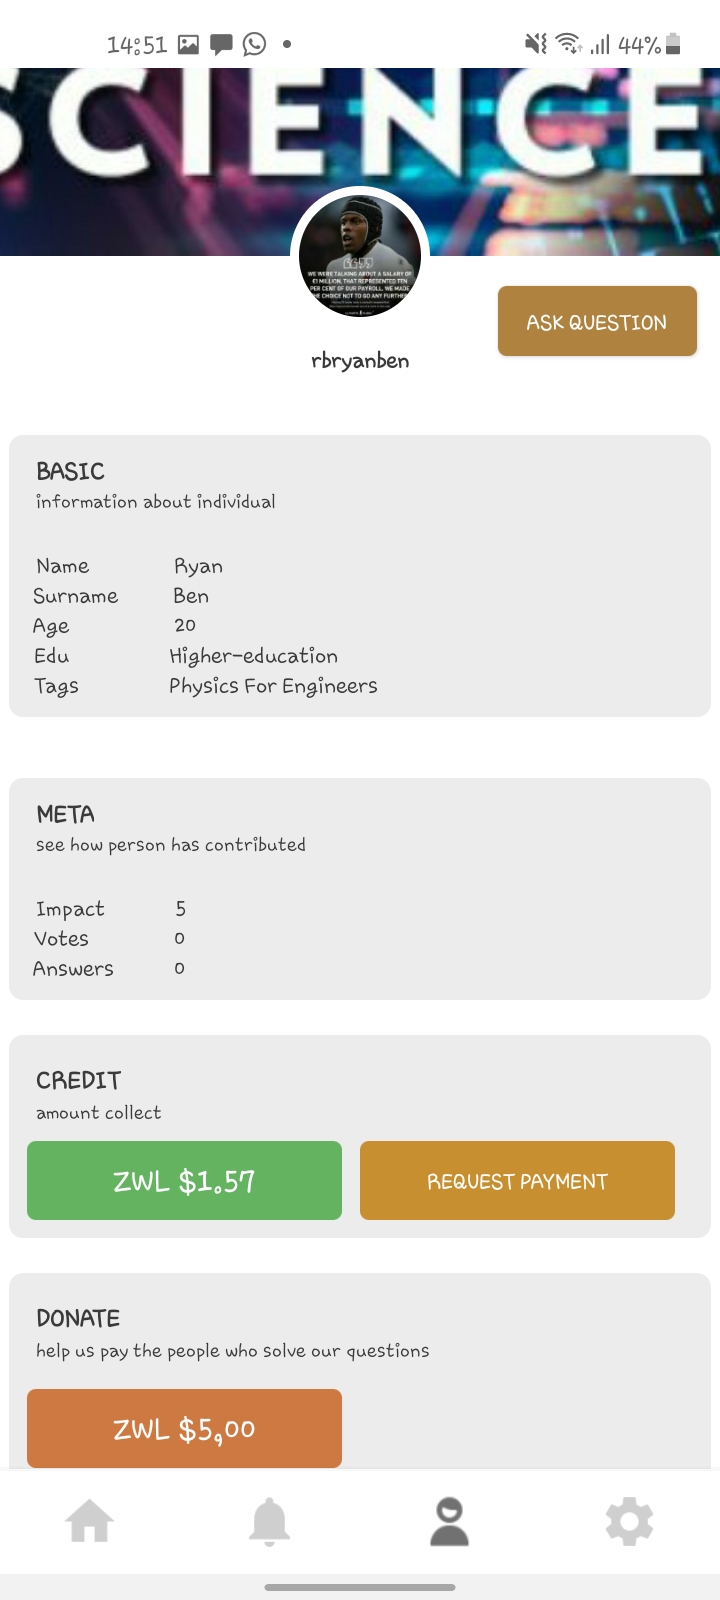 14:51 44%
SCIENCE
WE WERE TALKING ABOUT A SALARY OF
€1 MILLION, THAT REPRESENTED TEN
PER CENT OF OUR PAYROLL. WE MADE
THE CHOICE NOT TO GO ANY FURTHER
ASK QUESTION
rbryanben
BASIC
information about individual
Name Ryan
Surname Ben
Age 20
Edu Higher-education
Tags Physics For Engineers
META
see how person has contributed
Impact 5
Votes 0
Answers 0
CREDIT
amount collect
ZWL $1.57 REQUEST PAYMENT
DONATE
help us pay the people who solve our questions
ZWL $5,00